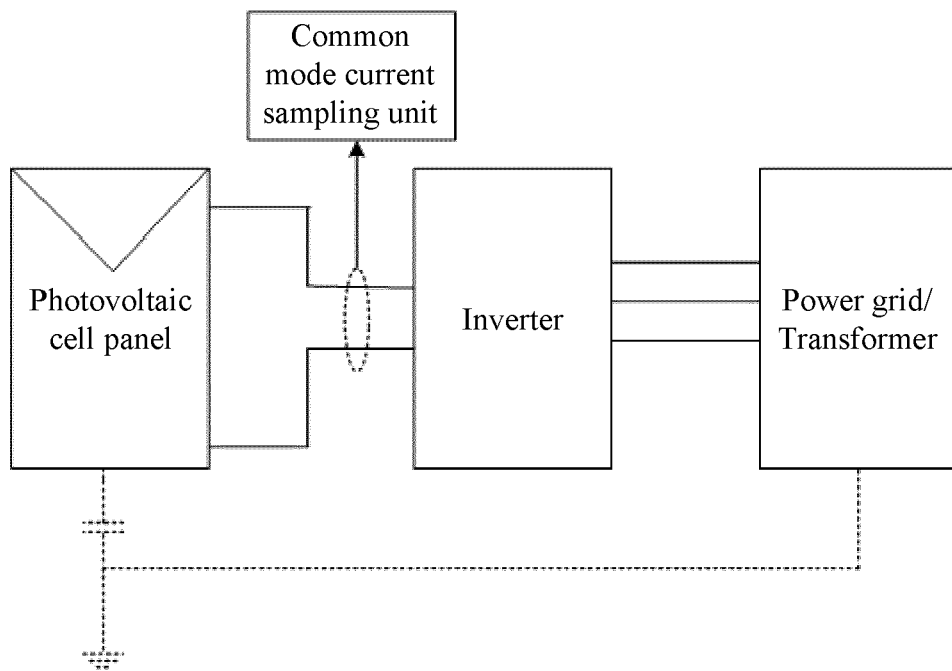 Common
mode current
sampling unit
Photovoltaic
cell panel
Inverter
Power grid/
Transformer